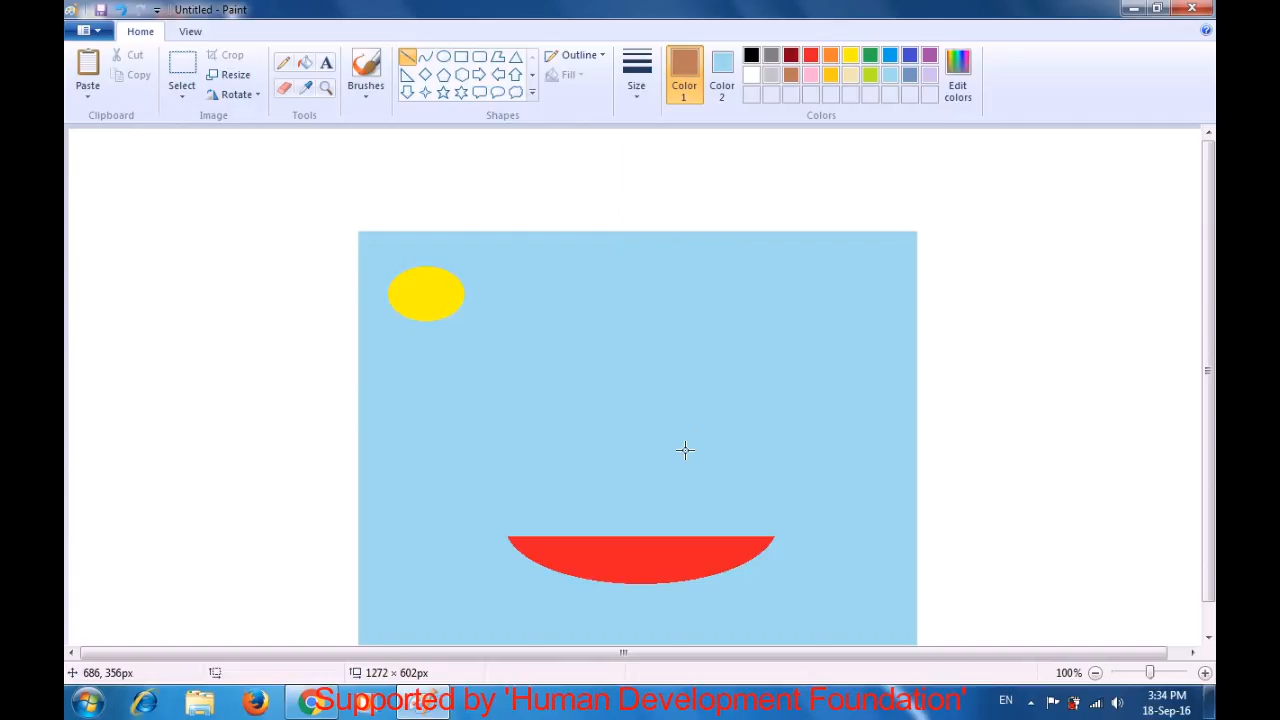 Untitled - Paint
Home View
Paste Cut Copy Clipboard
Select Crop Resize Rotate Image
Tools
Brushes
Outline Fill Shapes
Size
Color 1 Color 2 Edit colors Colors
686, 356px 1272 × 602px 100%
EN 3:34 PM
18-Sep-16
Supported by 'Human Development Foundation'